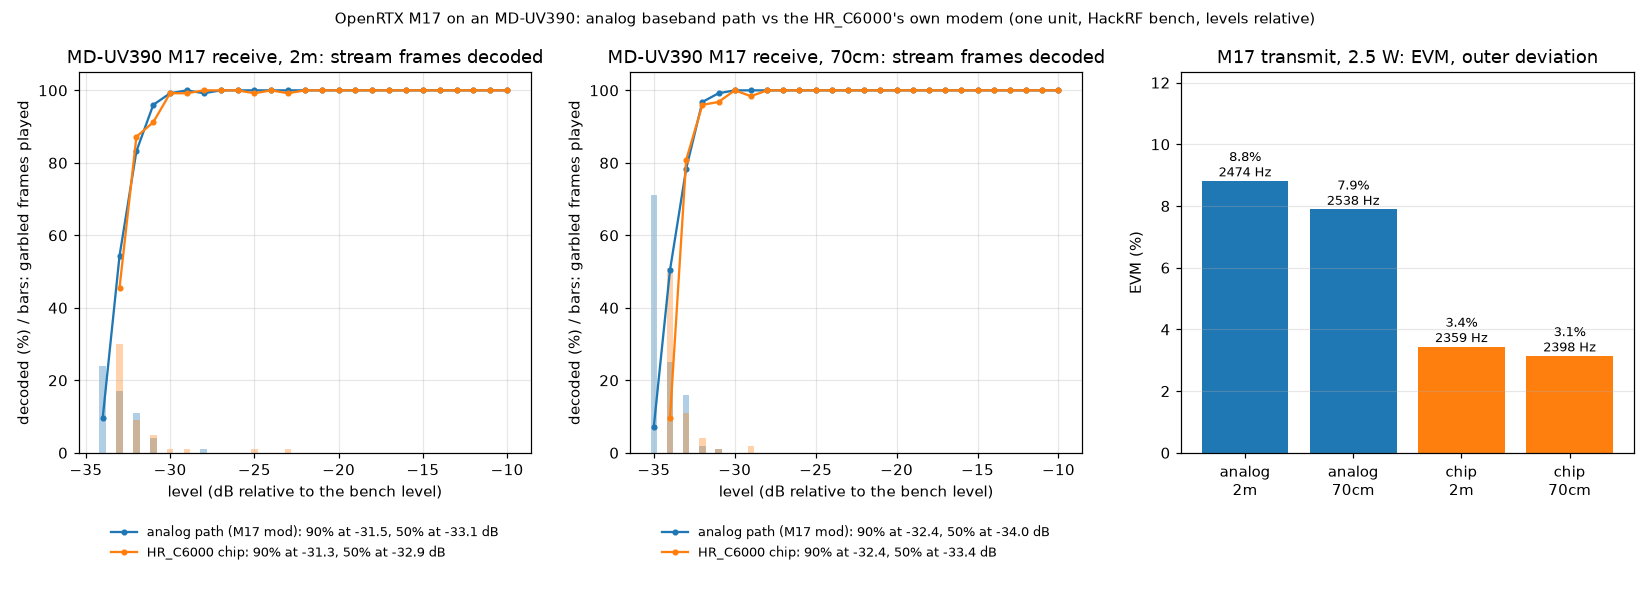 OpenRTX M17 on an MD-UV390: analog baseband path vs the HR_C6000's own modem (one unit, HackRF bench, levels relative)
MD-UV390 M17 receive, 2m: stream frames decoded
decoded (%) / bars: garbled frames played
100
80
60
40
20
0
−35
−30
−25
−20
−15
−10
level (dB relative to the bench level)
analog path (M17 mod): 90% at -31.5, 50% at -33.1 dB
HR_C6000 chip: 90% at -31.3, 50% at -32.9 dB
MD-UV390 M17 receive, 70cm: stream frames decoded
decoded (%) / bars: garbled frames played
100
80
60
40
20
0
−35
−30
−25
−20
−15
−10
level (dB relative to the bench level)
analog path (M17 mod): 90% at -32.4, 50% at -34.0 dB
HR_C6000 chip: 90% at -32.4, 50% at -33.4 dB
M17 transmit, 2.5 W: EVM, outer deviation
EVM (%)
12
10
8
6
4
2
0
8.8%
2474 Hz
7.9%
2538 Hz
3.4%
2359 Hz
3.1%
2398 Hz
analog
2m
analog
70cm
chip
2m
chip
70cm